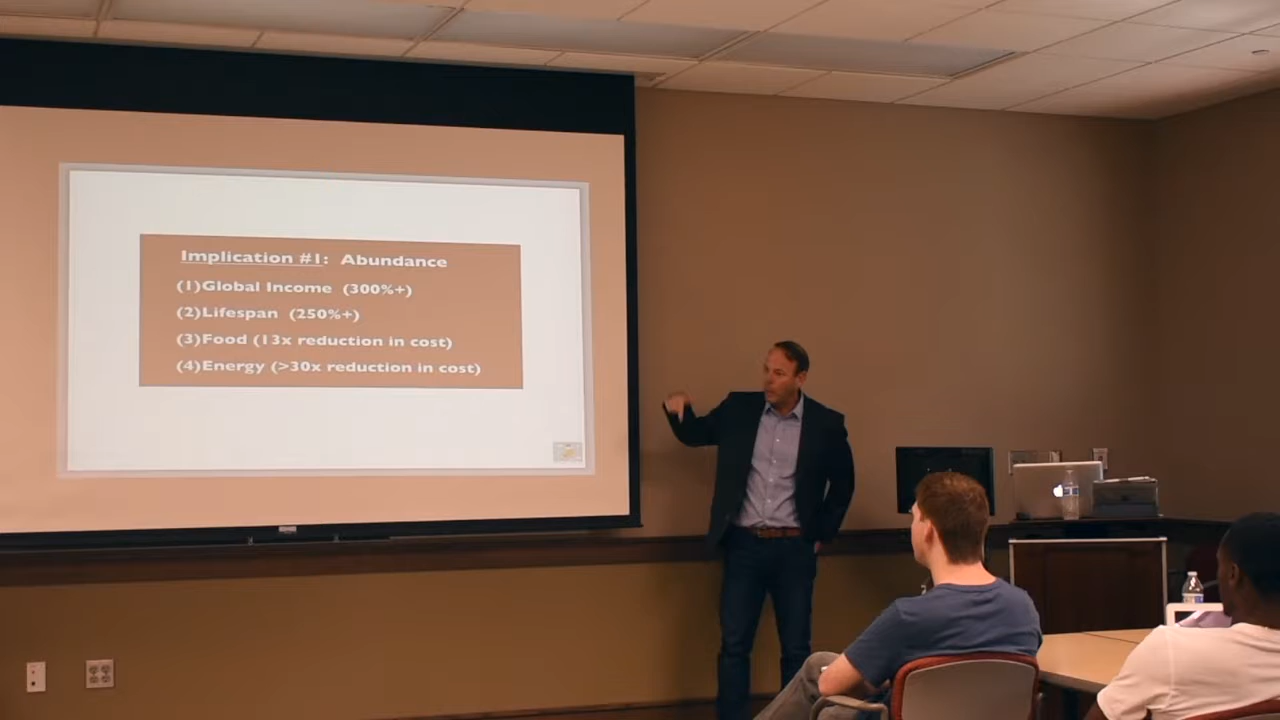 Implication #1: Abundance
(1)Global Income (300%+)
(2)Lifespan (250%+)
(3)Food (13x reduction in cost)
(4)Energy (>30x reduction in cost)